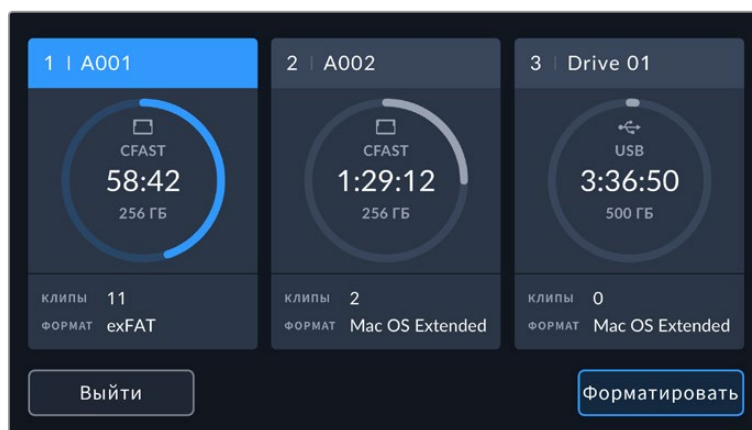 1 | A001
CFAST
58:42
256 ГБ
КЛИПЫ 11
ФОРМАТ exFAT
2 | A002
CFAST
1:29:12
256 ГБ
КЛИПЫ 2
ФОРМАТ Mac OS Extended
3 | Drive 01
USB
3:36:50
500 ГБ
КЛИПЫ 0
ФОРМАТ Mac OS Extended
Выйти
Форматировать